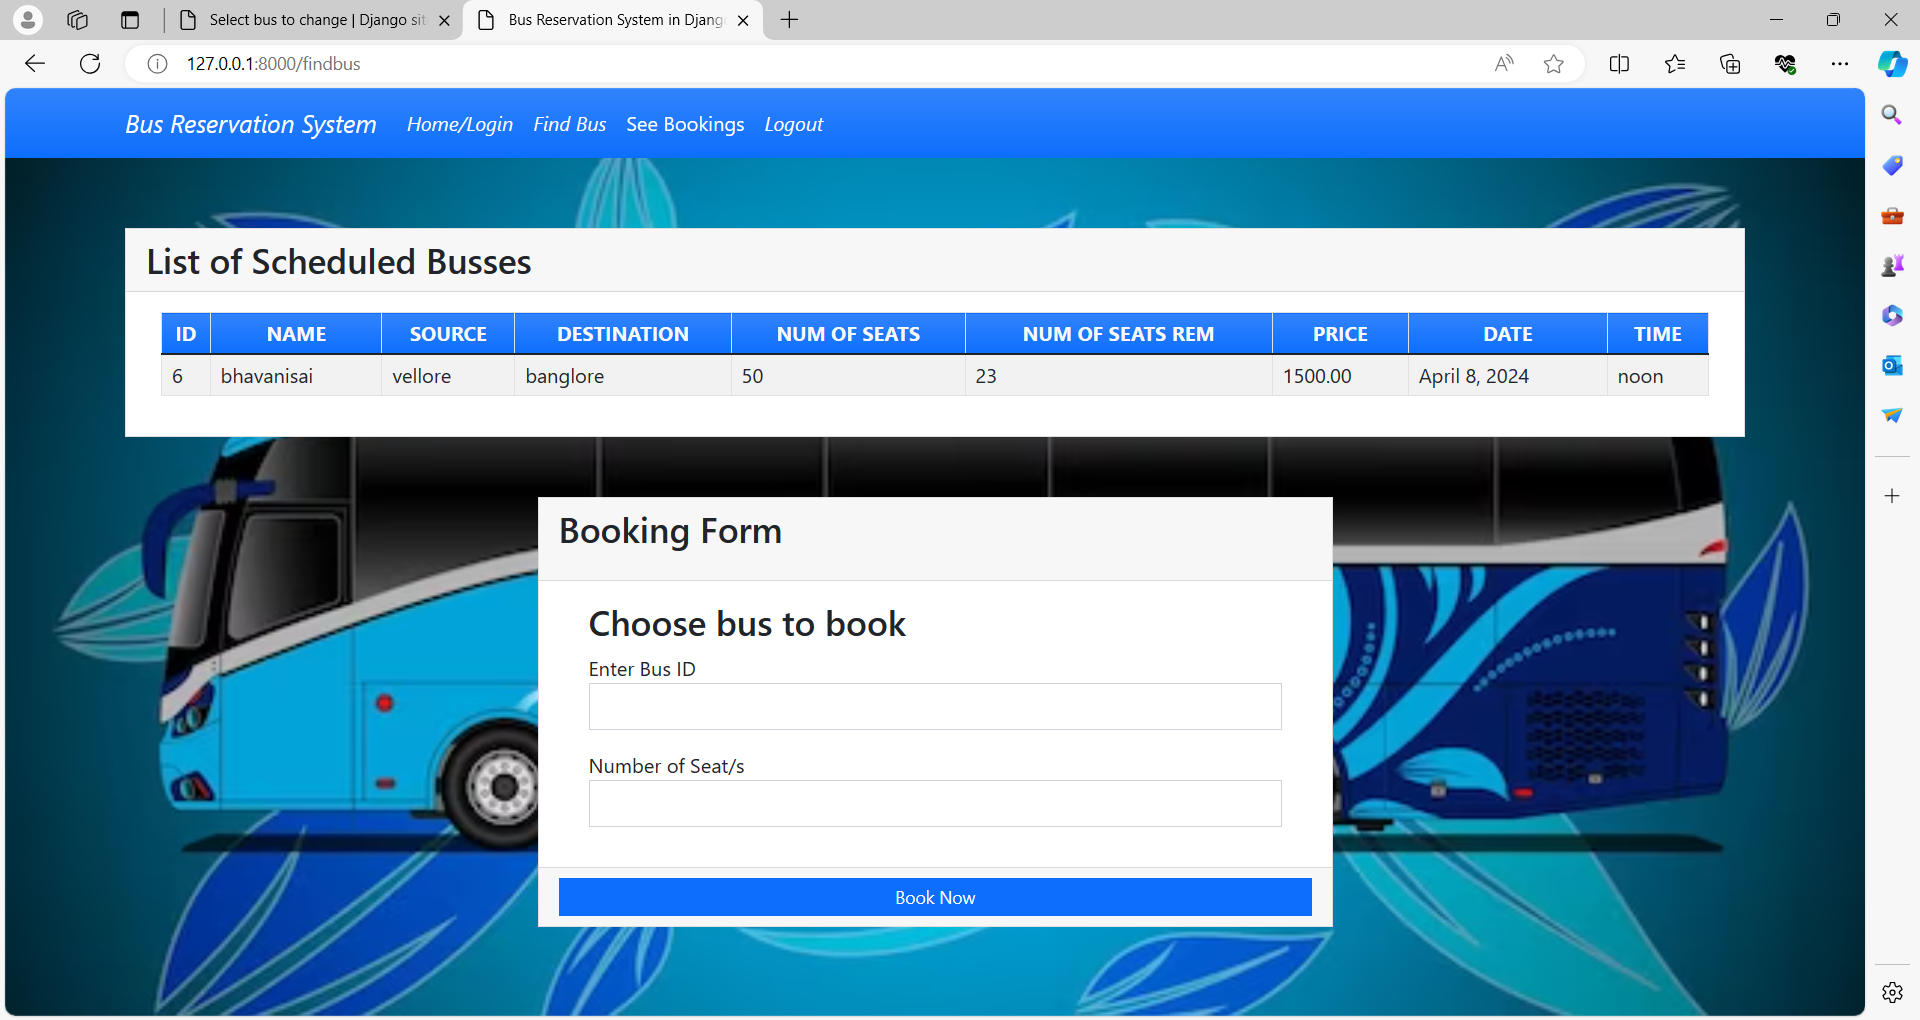 Select bus to change | Django sit
Bus Reservation System in Djang
127.0.0.1:8000/findbus
Bus Reservation System Home/Login Find Bus See Bookings Logout
List of Scheduled Busses
ID NAME SOURCE DESTINATION NUM OF SEATS NUM OF SEATS REM PRICE DATE TIME
6 bhavanisai vellore banglore 50 23 1500.00 April 8, 2024 noon
Booking Form
Choose bus to book
Enter Bus ID
Number of Seat/s
Book Now